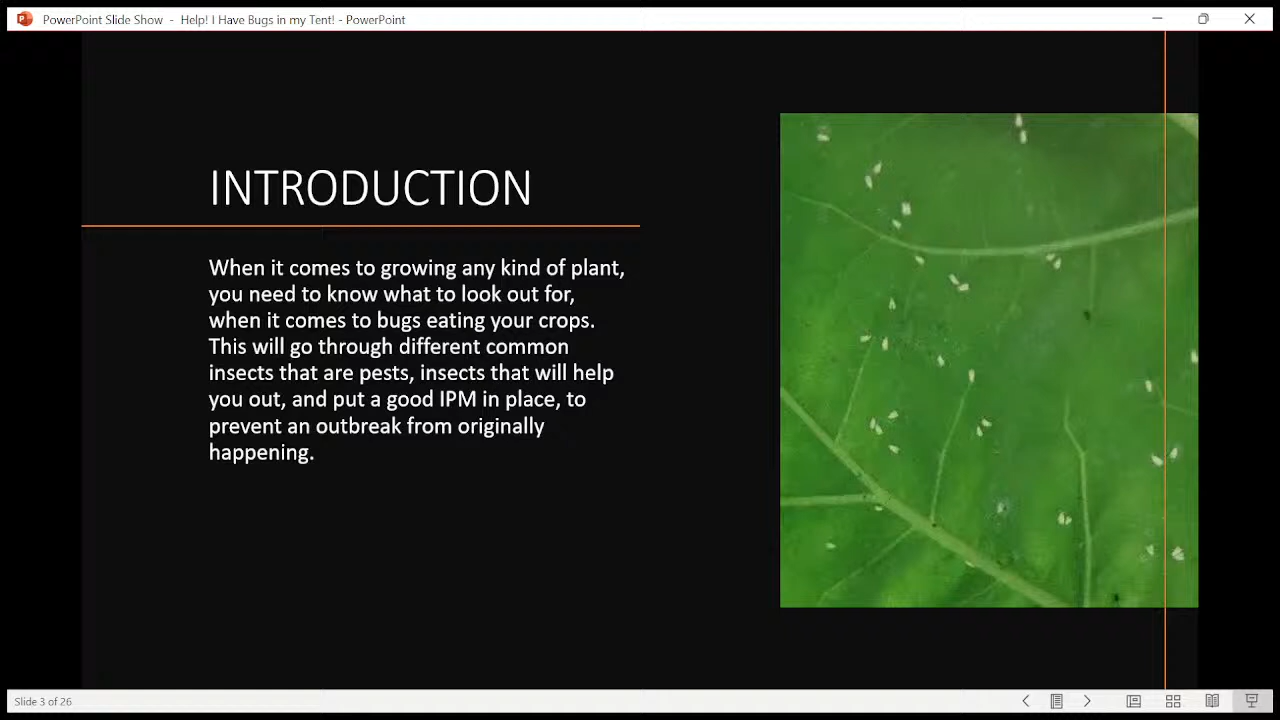 PowerPoint Slide Show - Help! I Have Bugs in my Tent! - PowerPoint
INTRODUCTION
When it comes to growing any kind of plant,
you need to know what to look out for,
when it comes to bugs eating your crops.
This will go through different common
insects that are pests, insects that will help
you out, and put a good IPM in place, to
prevent an outbreak from originally
happening.
Slide 3 of 26